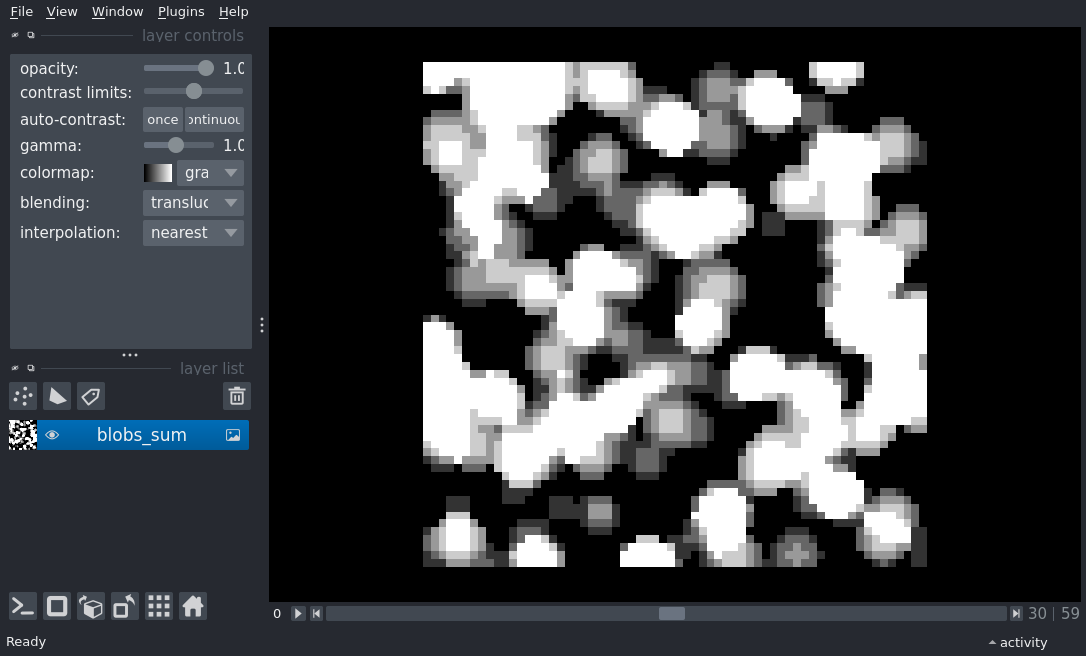 File View Window Plugins Help
layer controls
opacity: 1.0
contrast limits:
auto-contrast: once ontinuou
gamma: 1.0
colormap: gra
blending: transluc
interpolation: nearest
layer list
blobs_sum
0 30 | 59
Ready activity